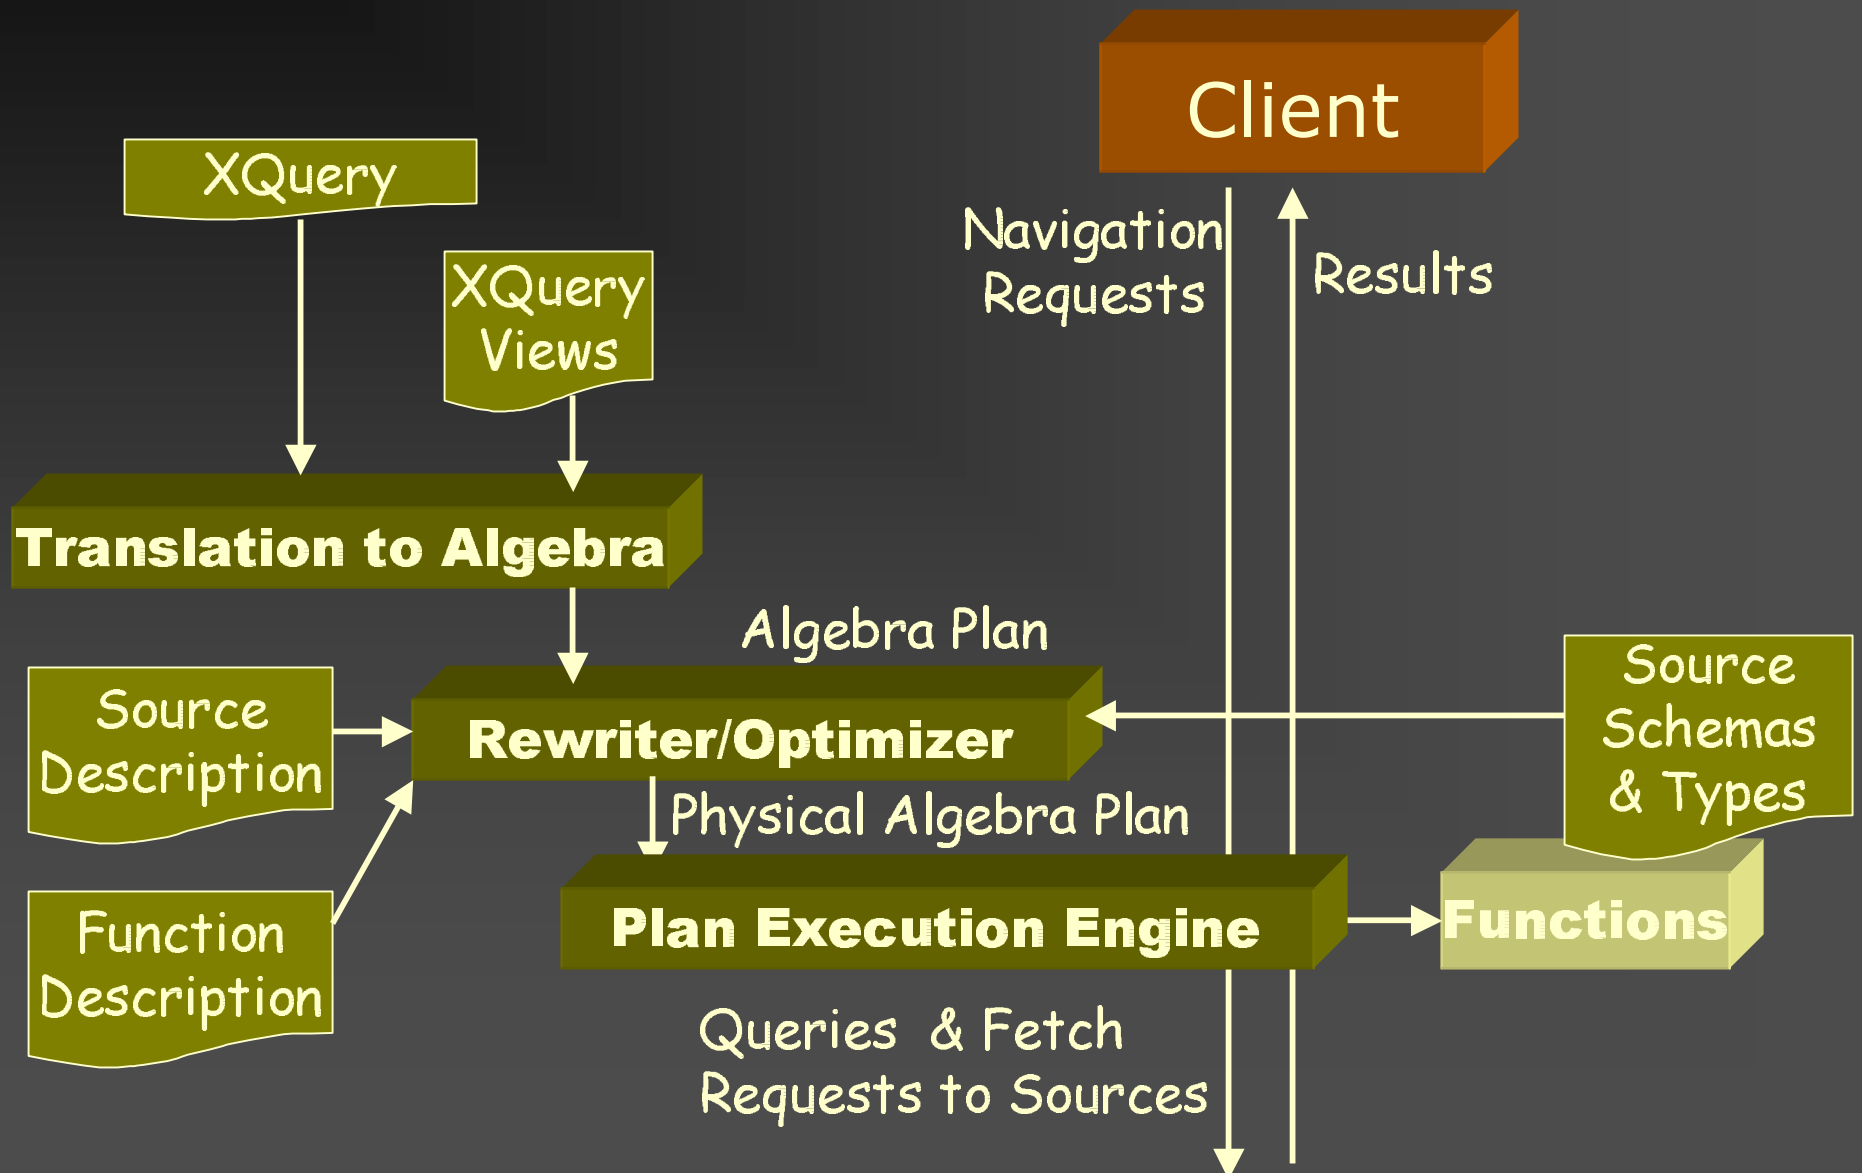 Client
XQuery
XQuery
Views
Navigation
Requests
Results
Translation to Algebra
Algebra Plan
Source
Description
Rewriter/Optimizer
Source
Schemas
& Types
Physical Algebra Plan
Function
Description
Plan Execution Engine
Functions
Queries & Fetch
Requests to Sources